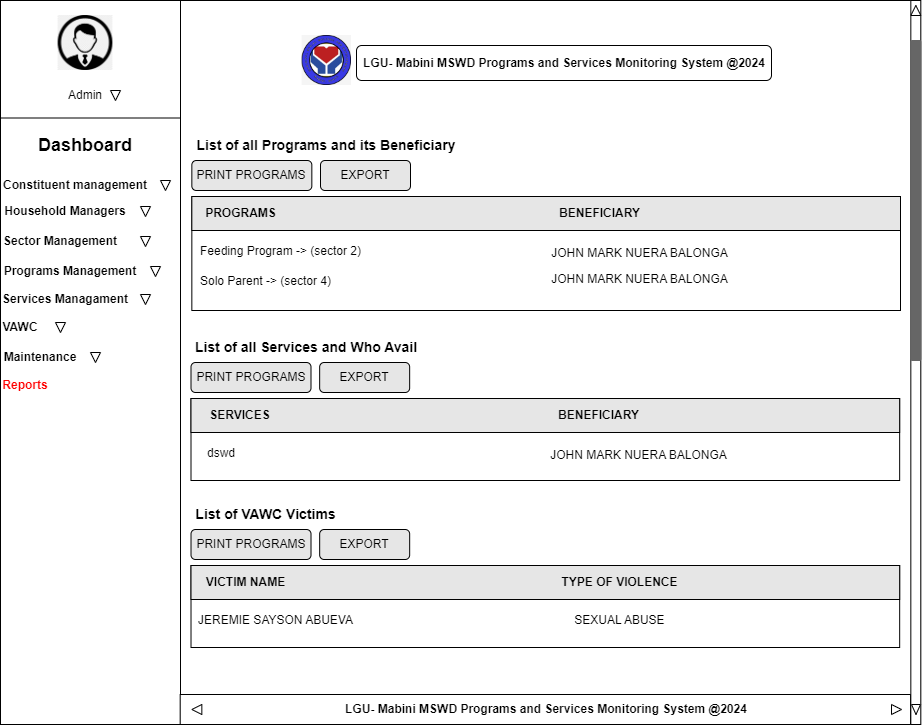 LGU- Mabini MSWD Programs and Services Monitoring System @2024
Admin
Dashboard
Constituent management
Household Managers
Sector Management
Programs Management
Services Managament
VAWC
Maintenance
Reports
List of all Programs and its Beneficiary
PRINT PROGRAMS EXPORT
PROGRAMS BENEFICIARY
Feeding Program -> (sector 2) JOHN MARK NUERA BALONGA
Solo Parent -> (sector 4) JOHN MARK NUERA BALONGA
List of all Services and Who Avail
PRINT PROGRAMS EXPORT
SERVICES BENEFICIARY
dswd JOHN MARK NUERA BALONGA
List of VAWC Victims
PRINT PROGRAMS EXPORT
VICTIM NAME TYPE OF VIOLENCE
JEREMIE SAYSON ABUEVA SEXUAL ABUSE
LGU- Mabini MSWD Programs and Services Monitoring System @2024